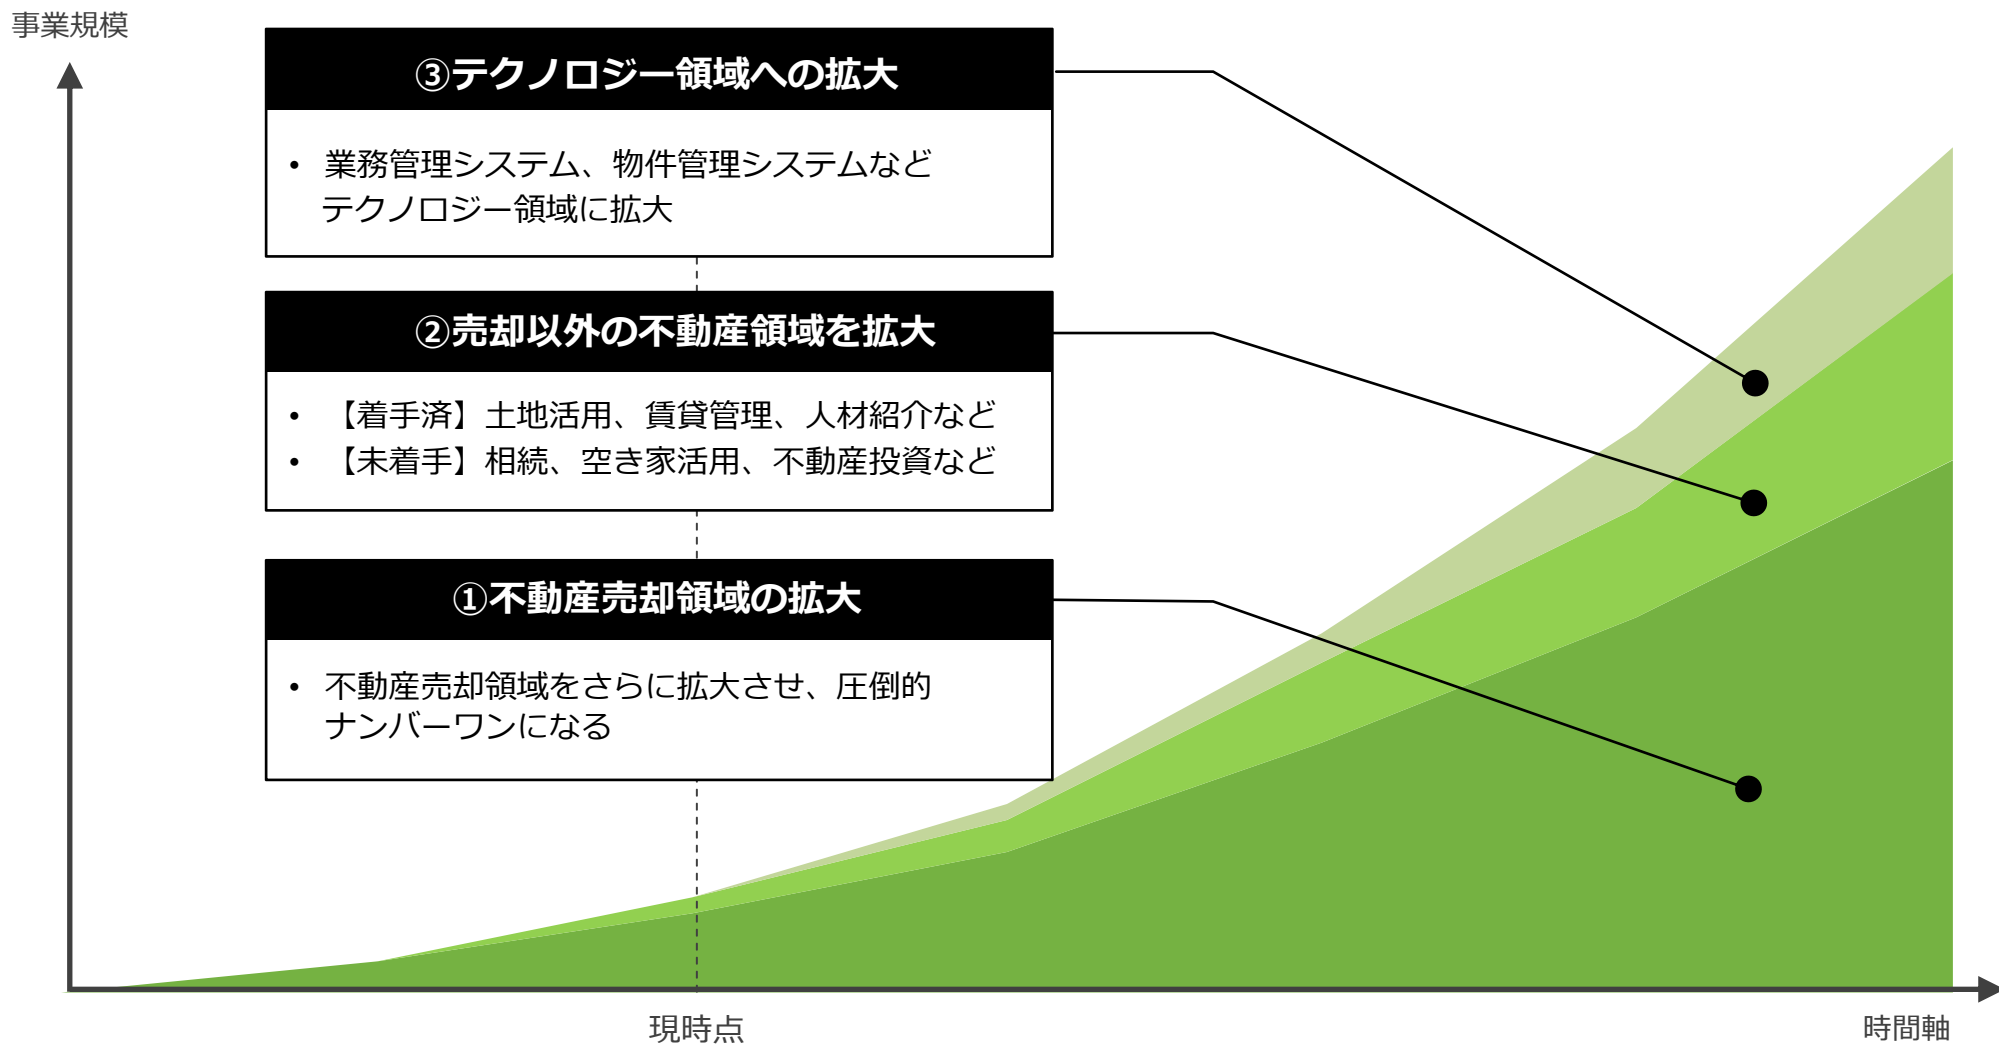 事業規模
③テクノロジー領域への拡大
• 業務管理システム、物件管理システムなど
テクノロジー領域に拡大
②売却以外の不動産領域を拡大
• 【着手済】土地活用、賃貸管理、人材紹介など
• 【未着手】相続、空き家活用、不動産投資など
①不動産売却領域の拡大
• 不動産売却領域をさらに拡大させ、圧倒的
ナンバーワンになる
現時点
時間軸